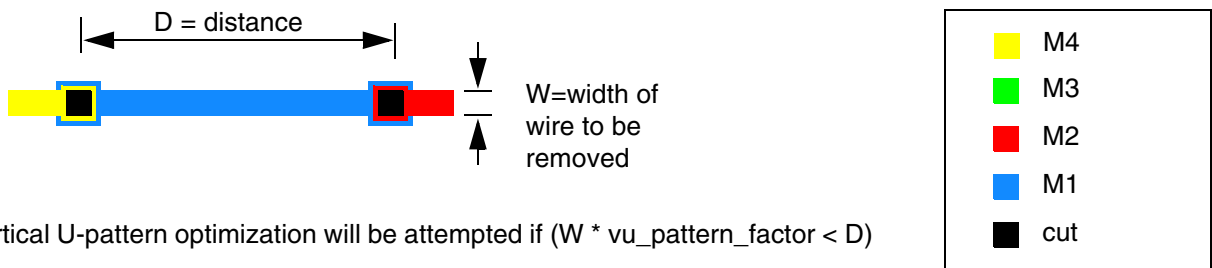 D = distance
W=width of
wire to be
removed
U-pattern optimization will be attempted if (W * vu_pattern_factor < D)
M4
M3
M2
M1
cut